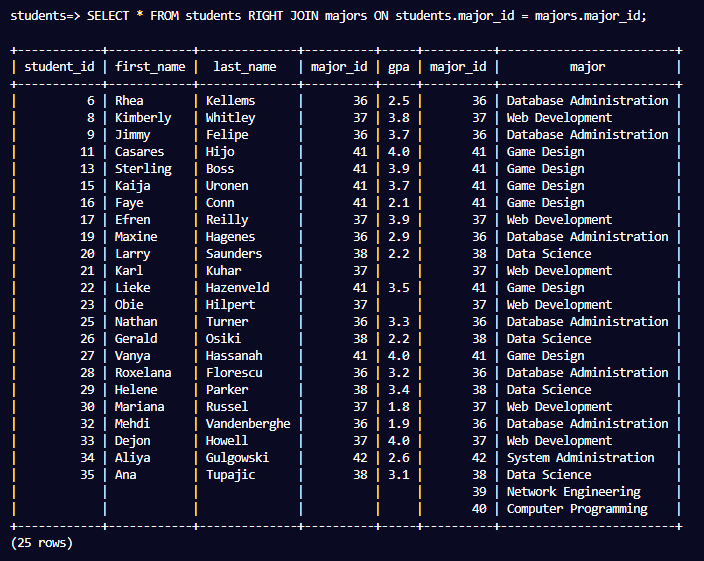 students=> SELECT * FROM students RIGHT JOIN majors ON students.major_id = majors.major_id;
+------------+------------+--------------+----------+-----+----------+-------------------------+
| student_id | first_name |  last_name   | major_id | gpa | major_id |          major          |
+------------+------------+--------------+----------+-----+----------+-------------------------+
|          6 | Rhea       | Kellems      |       36 | 2.5 |       36 | Database Administration |
|          8 | Kimberly   | Whitley      |       37 | 3.8 |       37 | Web Development         |
|          9 | Jimmy      | Felipe       |       36 | 3.7 |       36 | Database Administration |
|         11 | Casares    | Hijo         |       41 | 4.0 |       41 | Game Design             |
|         13 | Sterling   | Boss         |       41 | 3.9 |       41 | Game Design             |
|         15 | Kaija      | Uronen       |       41 | 3.7 |       41 | Game Design             |
|         16 | Faye       | Conn         |       41 | 2.1 |       41 | Game Design             |
|         17 | Efren      | Reilly       |       37 | 3.9 |       37 | Web Development         |
|         19 | Maxine     | Hagenes      |       36 | 2.9 |       36 | Database Administration |
|         20 | Larry      | Saunders     |       38 | 2.2 |       38 | Data Science            |
|         21 | Karl       | Kuhar        |       37 |     |       37 | Web Development         |
|         22 | Lieke      | Hazenveld    |       41 | 3.5 |       41 | Game Design             |
|         23 | Obie       | Hilpert      |       37 |     |       37 | Web Development         |
|         25 | Nathan     | Turner       |       36 | 3.3 |       36 | Database Administration |
|         26 | Gerald     | Osiki        |       38 | 2.2 |       38 | Data Science            |
|         27 | Vanya      | Hassanah     |       41 | 4.0 |       41 | Game Design             |
|         28 | Roxelana   | Florescu     |       36 | 3.2 |       36 | Database Administration |
|         29 | Helene     | Parker       |       38 | 3.4 |       38 | Data Science            |
|         30 | Mariana    | Russel       |       37 | 1.8 |       37 | Web Development         |
|         32 | Mehdi      | Vandenberghe |       36 | 1.9 |       36 | Database Administration |
|         33 | Dejon      | Howell       |       37 | 4.0 |       37 | Web Development         |
|         34 | Aliya      | Gulgowski    |       42 | 2.6 |       42 | System Administration   |
|         35 | Ana        | Tupajic      |       38 | 3.1 |       38 | Data Science            |
|            |            |              |          |     |       39 | Network Engineering     |
|            |            |              |          |     |       40 | Computer Programming    |
+------------+------------+--------------+----------+-----+----------+-------------------------+
(25 rows)